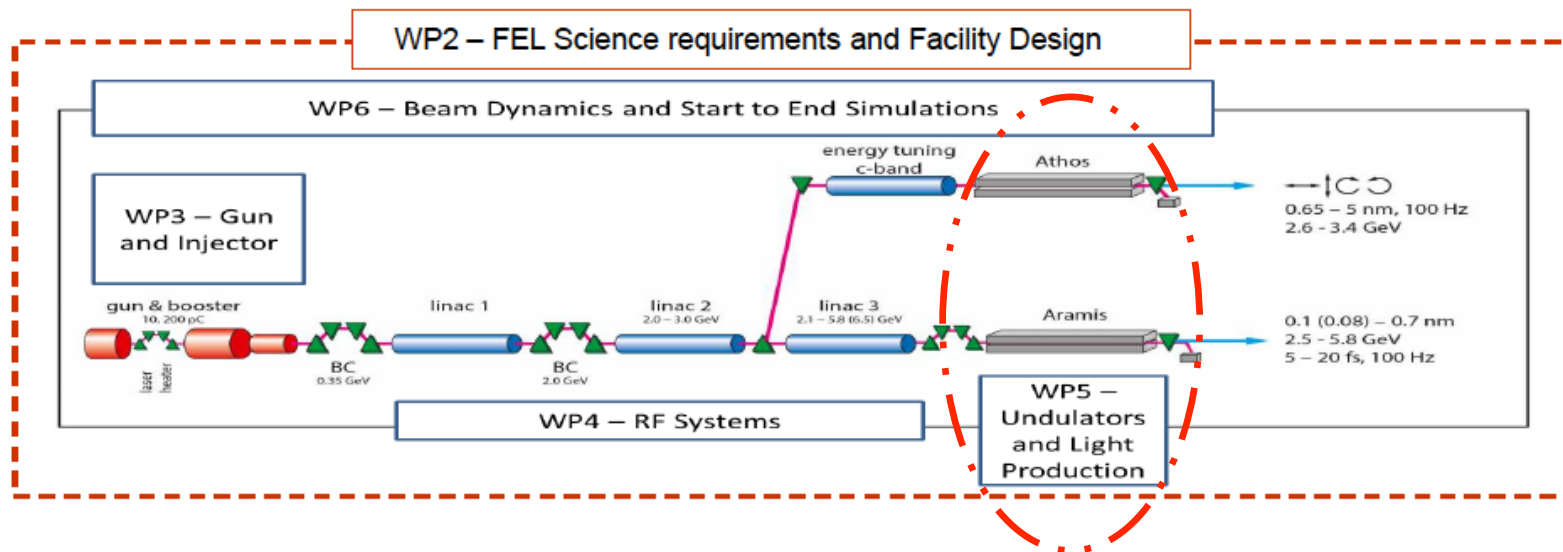 WP2 – FEL Science requirements and Facility Design
WP6 – Beam Dynamics and Start to End Simulations
energy tuning
c-band
Athos
WP3 – Gun
and Injector
0.65 – 5 nm, 100 Hz
2.6 - 3.4 GeV
gun & booster
10, 200 pC
laser
heater
BC
0.35 GeV
linac 1
BC
2.0 GeV
linac 2
2.0 – 3.0 GeV
linac 3
2.1 – 5.8 (6.5) GeV
Aramis
0.1 (0.08) – 0.7 nm
2.5 - 5.8 GeV
5 – 20 fs, 100 Hz
WP4 – RF Systems
WP5 –
Undulators
and Light
Production